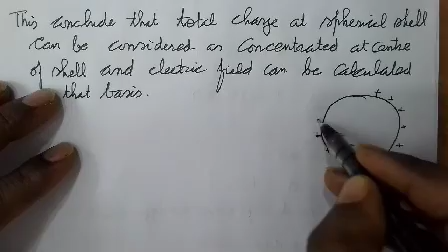 This conclude that total charge at spherical shell
can be considered as concentrated at centre
of shell and electric field can be calculated
that basis.
+ + + + +